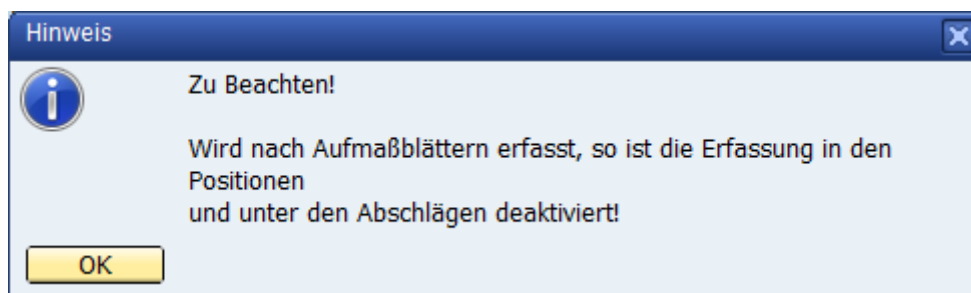 Hinweis
Zu Beachten!
Wird nach Aufmaßblättern erfasst, so ist die Erfassung in den
Positionen
und unter den Abschlägen deaktiviert!
OK